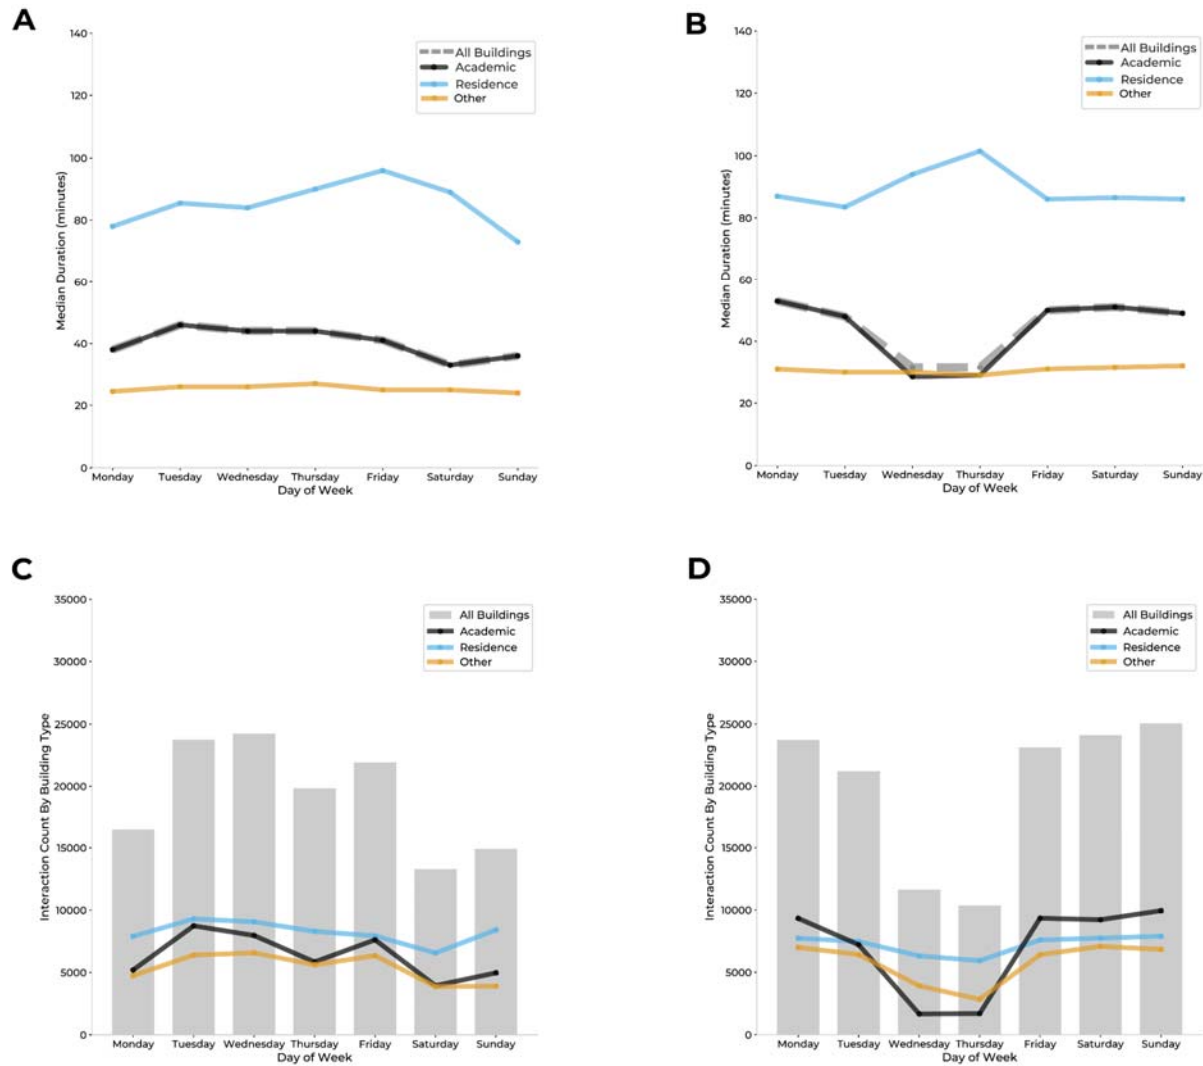 A
140
120
100
80
60
40
20
0
Median Duration (minutes)
All Buildings
Academic
Residence
Other
Monday Tuesday Wednesday Thursday Friday Saturday Sunday
Day of Week
B
140
120
100
80
60
40
20
0
Median Duration (minutes)
All Buildings
Academic
Residence
Other
Monday Tuesday Wednesday Thursday Friday Saturday Sunday
Day of Week
C
35000
30000
25000
20000
15000
10000
5000
0
Interaction Count By Building Type
All Buildings
Academic
Residence
Other
Monday Tuesday Wednesday Thursday Friday Saturday Sunday
Day of Week
D
35000
30000
25000
20000
15000
10000
5000
0
Interaction Count By Building Type
All Buildings
Academic
Residence
Other
Monday Tuesday Wednesday Thursday Friday Saturday Sunday
Day of Week